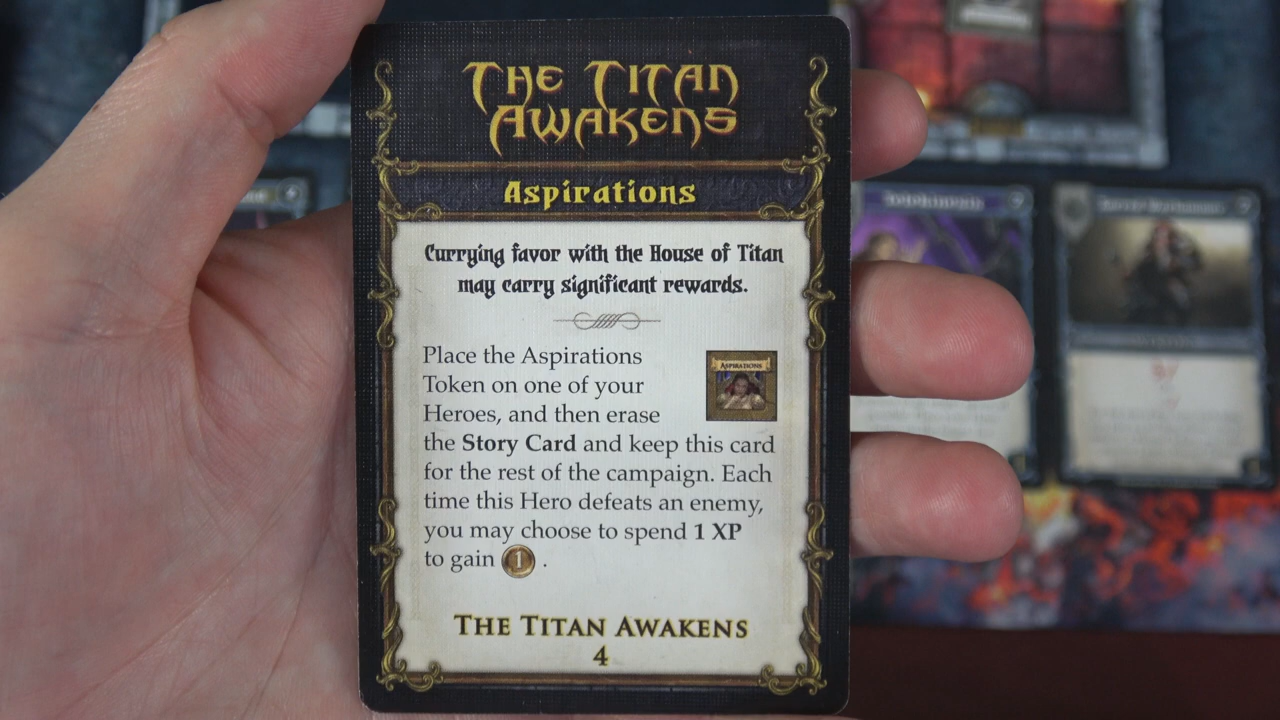 The Titan
Awakens
Aspirations
Currying favor with the House of Titan
may carry significant rewards.
Place the Aspirations
Token on one of your
Heroes, and then erase
the Story Card and keep this card
for the rest of the campaign. Each
time this Hero defeats an enemy,
you may choose to spend 1 XP
to gain 1 .
Aspirations
The Titan Awakens
4